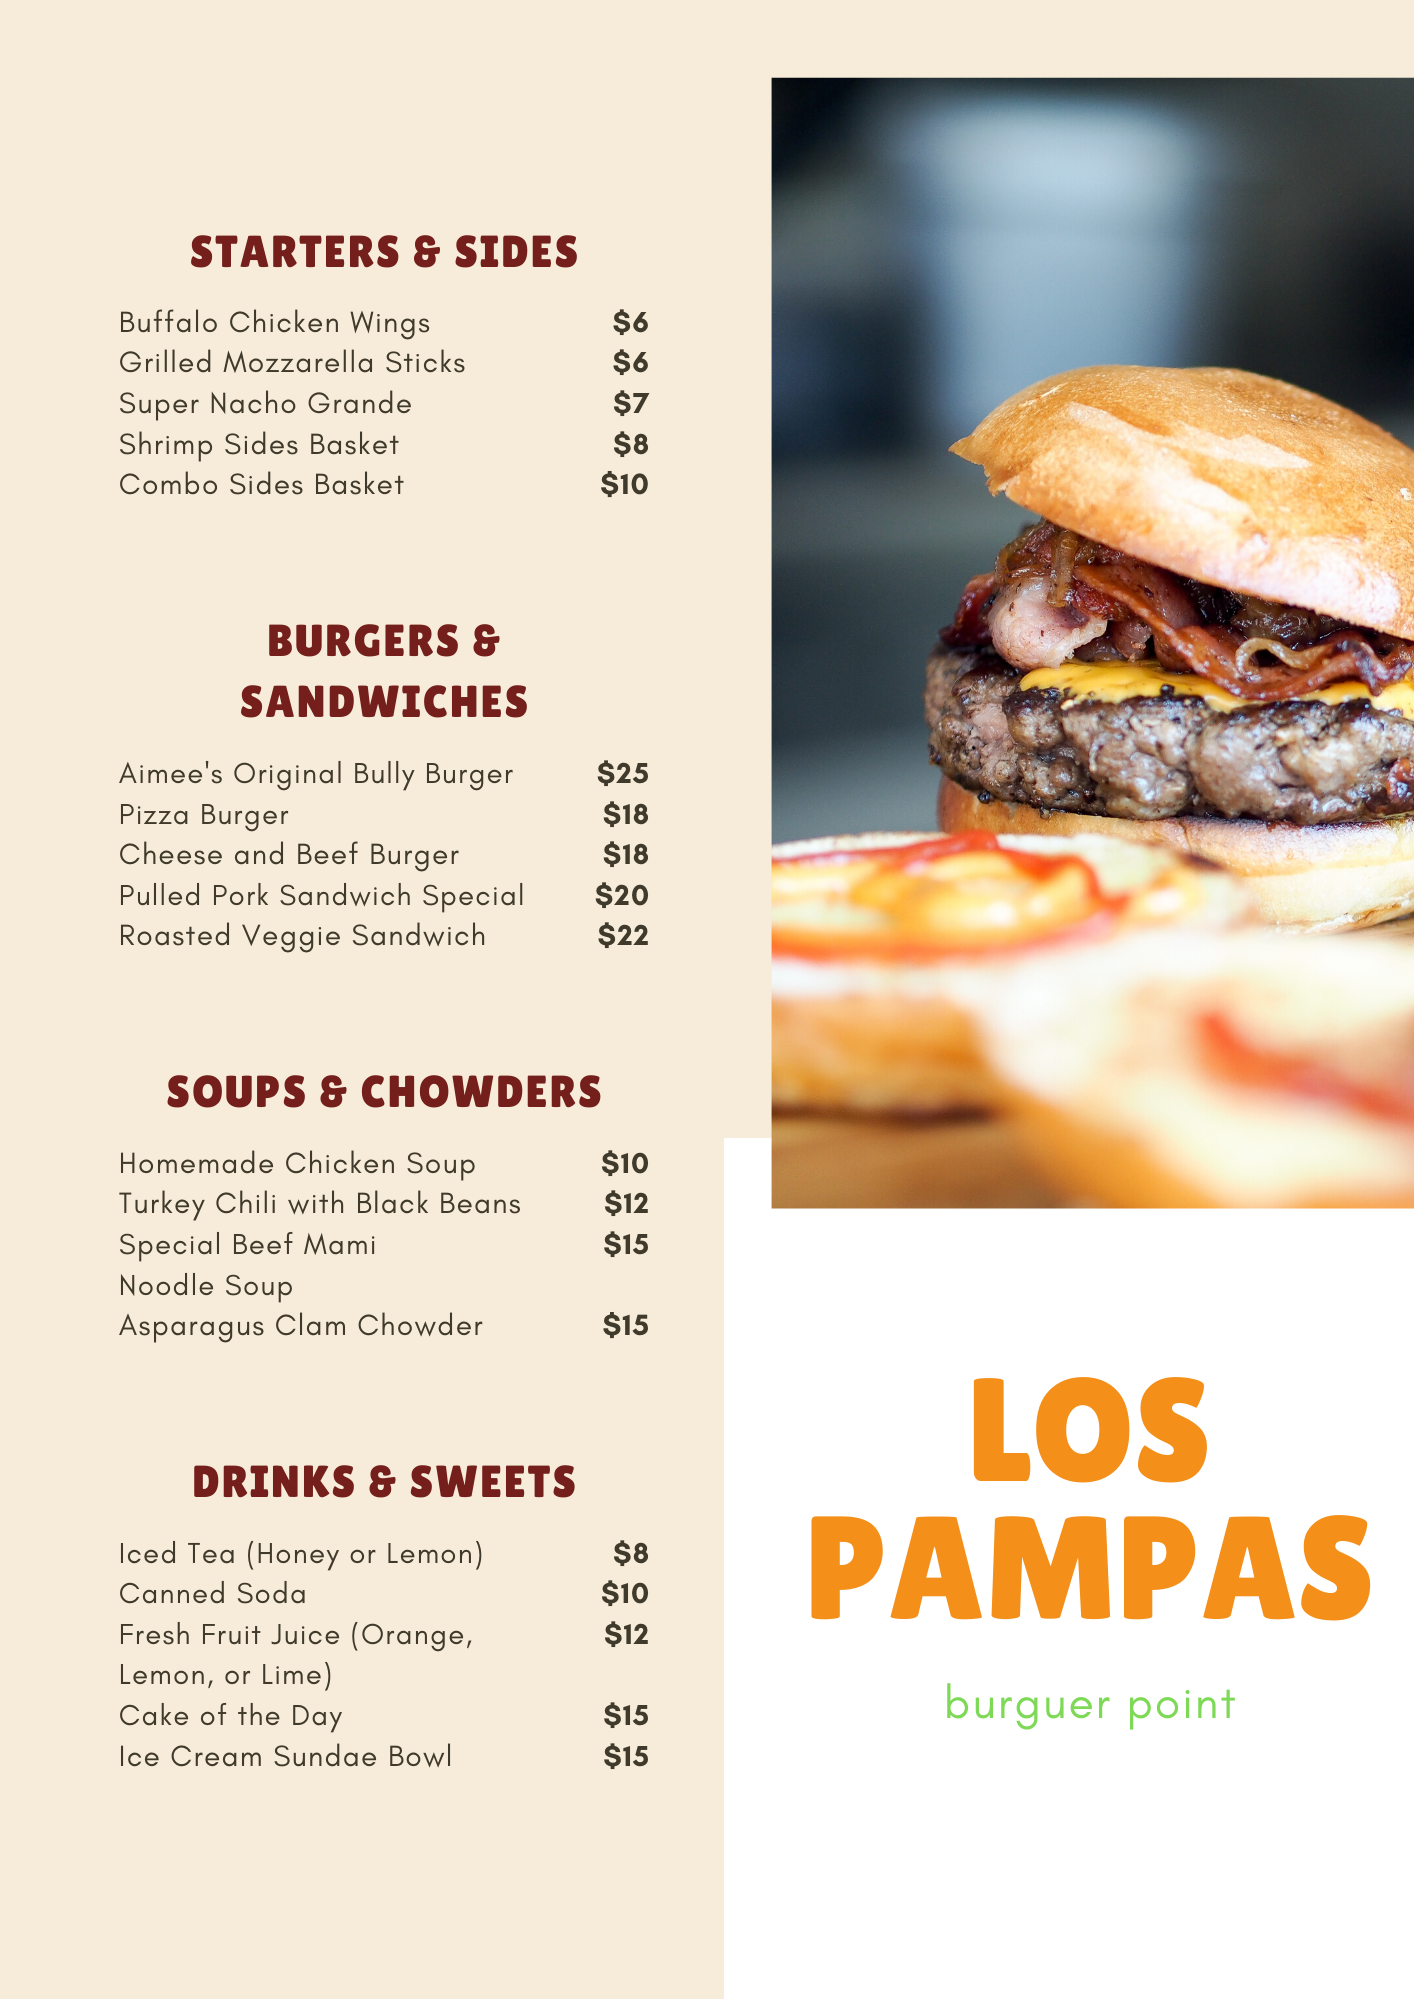 STARTERS & SIDES
Buffalo Chicken Wings $6
Grilled Mozzarella Sticks $6
Super Nacho Grande $7
Shrimp Sides Basket $8
Combo Sides Basket $10
BURGERS &
SANDWICHES
Aimee's Original Bully Burger $25
Pizza Burger $18
Cheese and Beef Burger $18
Pulled Pork Sandwich Special $20
Roasted Veggie Sandwich $22
SOUPS & CHOWDERS
Homemade Chicken Soup $10
Turkey Chili with Black Beans $12
Special Beef Mami $15
Noodle Soup
Asparagus Clam Chowder $15
DRINKS & SWEETS
Iced Tea (Honey or Lemon) $8
Canned Soda $10
Fresh Fruit Juice (Orange, $12
Lemon, or Lime)
Cake of the Day $15
Ice Cream Sundae Bowl $15
LOS
PAMPAS
burguer point